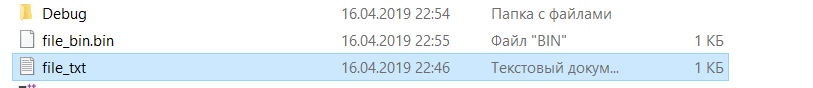 Debug 16.04.2019 22:54 Папка с файлами
file_bin.bin 16.04.2019 22:55 Файл "BIN" 1 КБ
file_txt 16.04.2019 22:46 Текстовый докум... 1 КБ